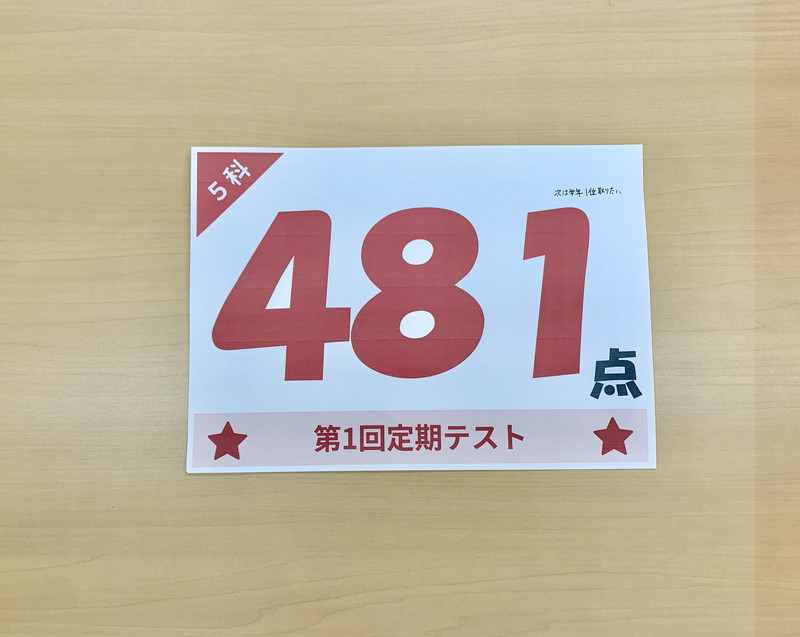 5科
次は学年1位取りたい
481
点
第1回定期テスト